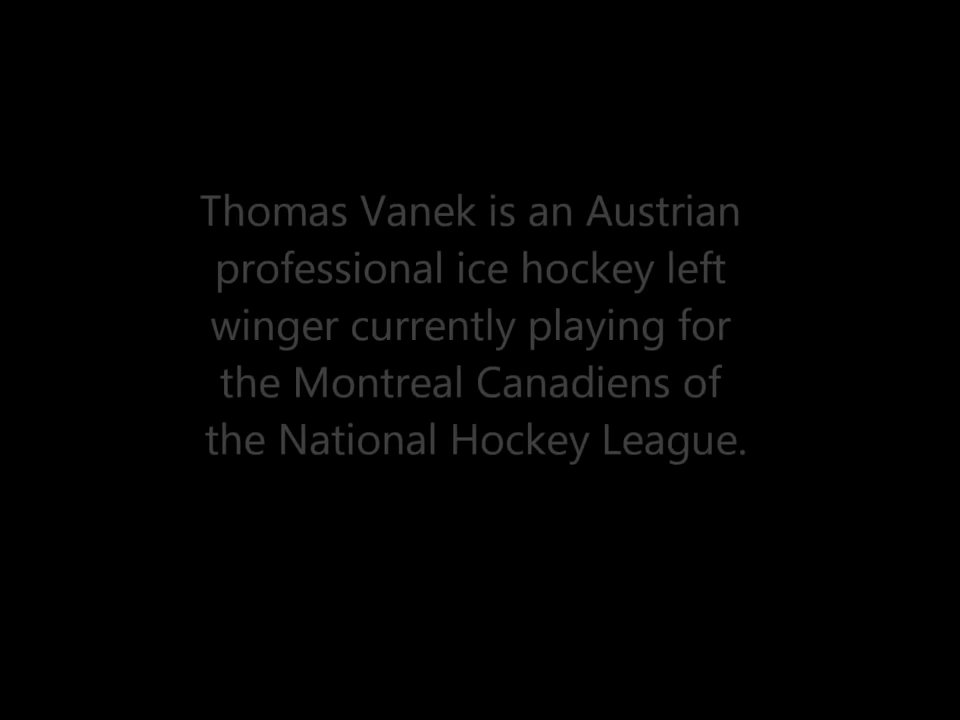 Thomas Vanek is an Austrian
professional ice hockey left
winger currently playing for
the Montreal Canadiens of
the National Hockey League.